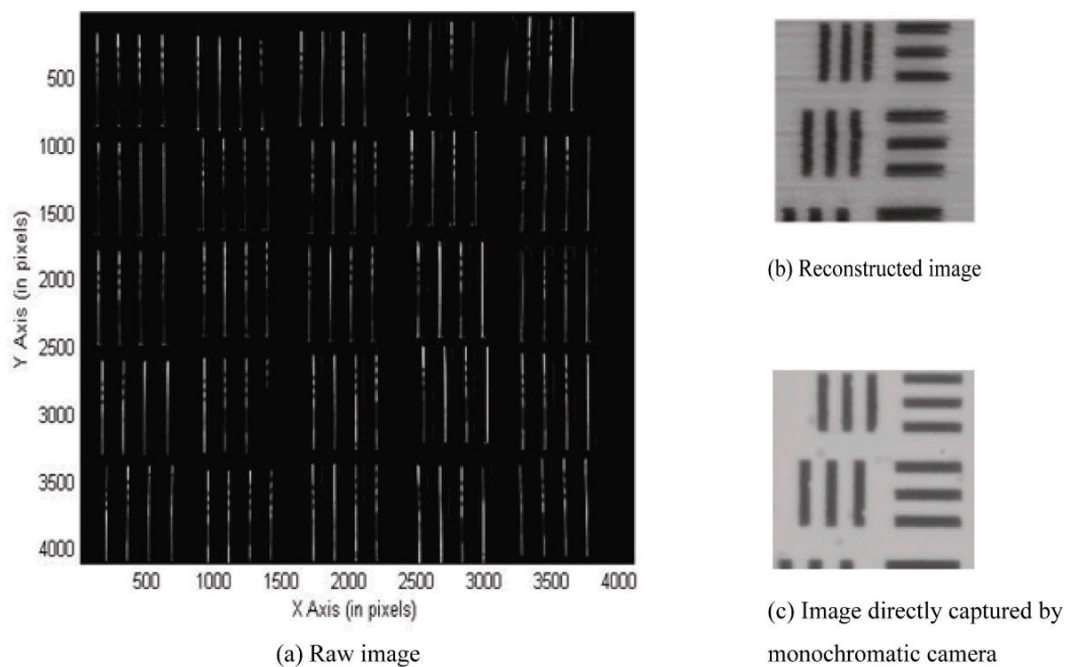 500
1000
1500
2000
2500
3000
3500
4000
Y Axis (in pixels)
500 1000 1500 2000 2500 3000 3500 4000
X Axis (in pixels)
(a) Raw image
(b) Reconstructed image
(c) Image directly captured by
monochromatic camera